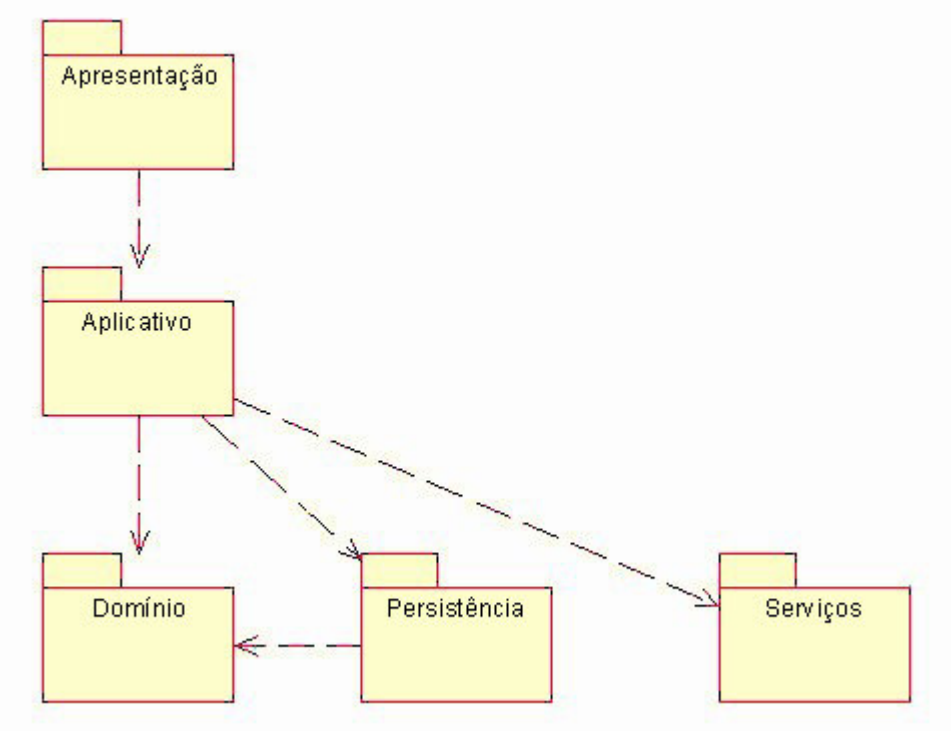 Apresentação
Aplicativo
Domínio
Persistência
Serviços